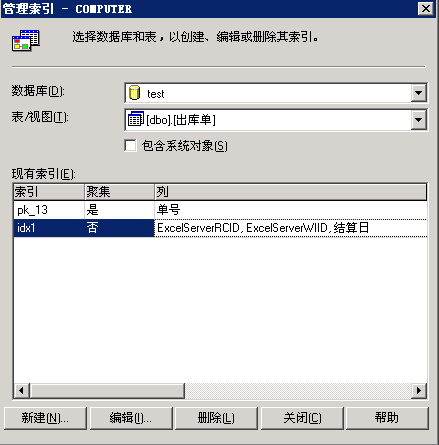 管理索引 - COMPUTER
选择数据库和表，以创建、编辑或删除其索引。
数据库(D): test
表/视图(T): [dbo].[出库单]
包含系统对象(S)
现有索引(E):
索引 聚集 列
pk_13 是 单号
idx1 否 ExcelServerRCID, ExcelServerWIID, 结算日
新建(N)... 编辑(I)... 删除(L) 关闭(C) 帮助